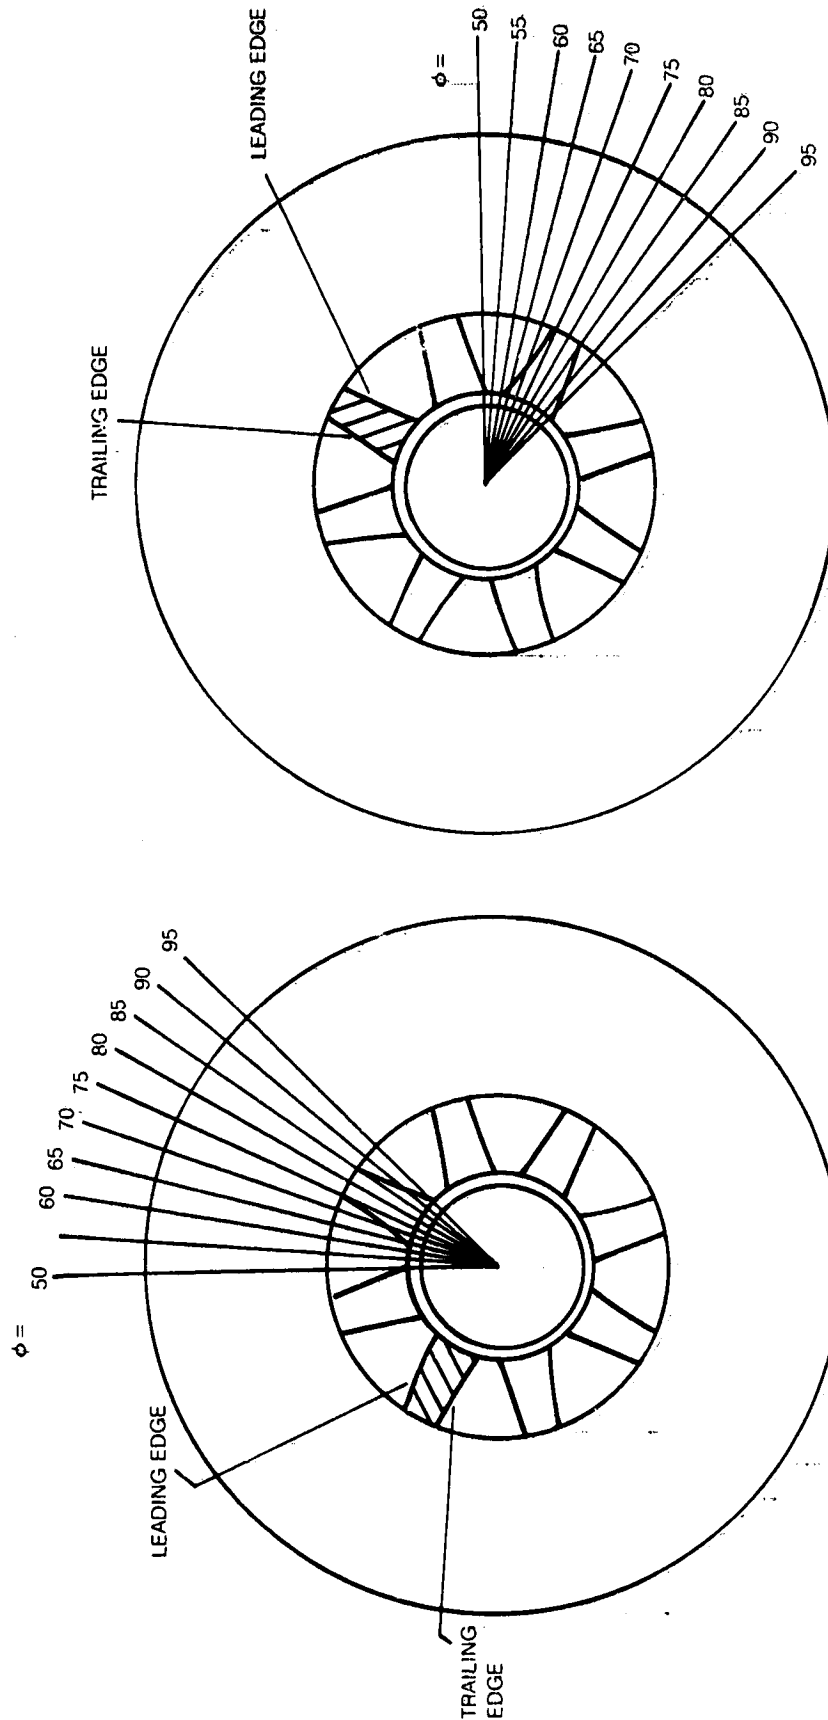 LEADING EDGE
TRAILING EDGE
ϕ =
50
55
60
65
70
75
80
85
90
95
ϕ =
50
60
65
70
75
80
85
90
95
LEADING EDGE
TRAILING
EDGE